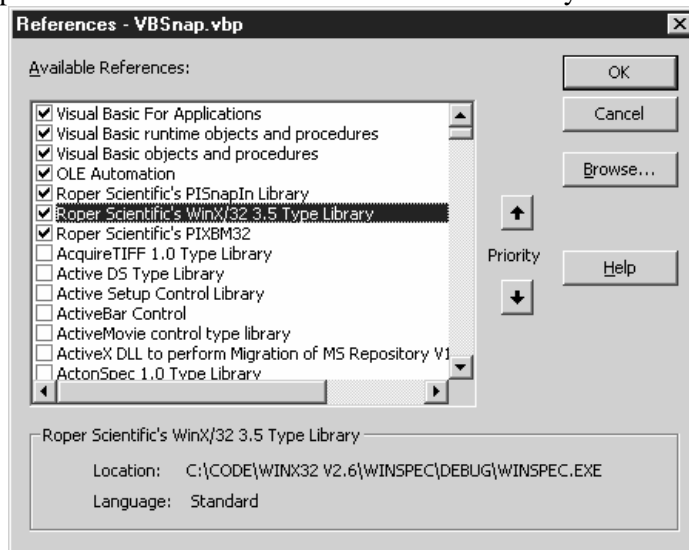 References - VBSnap.vbp
Available References:
OK
Cancel
Browse...
Priority
Help
Visual Basic For Applications
Visual Basic runtime objects and procedures
Visual Basic objects and procedures
OLE Automation
Roper Scientific's PISnapIn Library
Roper Scientific's WinX/32 3.5 Type Library
Roper Scientific's PIXBM32
AcquireTIFF 1.0 Type Library
Active DS Type Library
Active Setup Control Library
ActiveBar Control
ActiveMovie control type library
ActiveX DLL to perform Migration of MS Repository V1
ActonSpec 1.0 Type Library
Roper Scientific's WinX/32 3.5 Type Library
Location: C:\CODE\WINX32 V2.6\WINSPEC\DEBUG\WINSPEC.EXE
Language: Standard